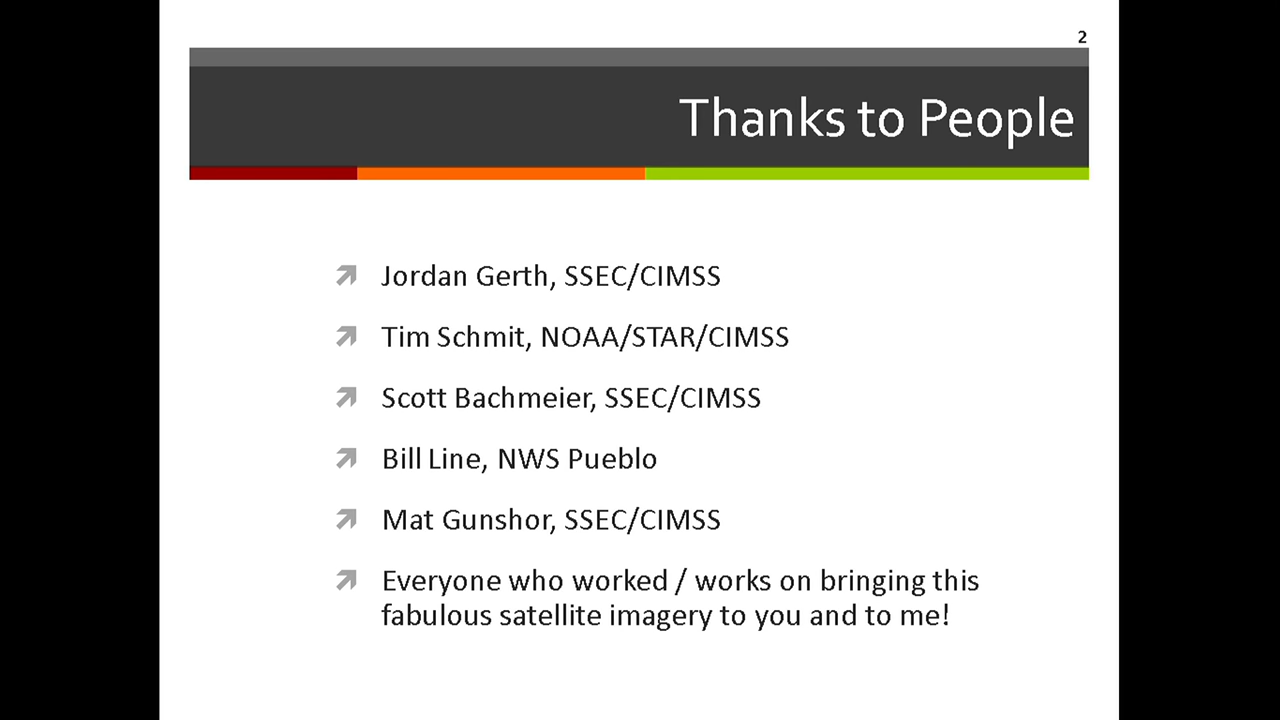 2
Thanks to People
Jordan Gerth, SSEC/CIMSS
Tim Schmit, NOAA/STAR/CIMSS
Scott Bachmeier, SSEC/CIMSS
Bill Line, NWS Pueblo
Mat Gunshor, SSEC/CIMSS
Everyone who worked / works on bringing this
fabulous satellite imagery to you and to me!